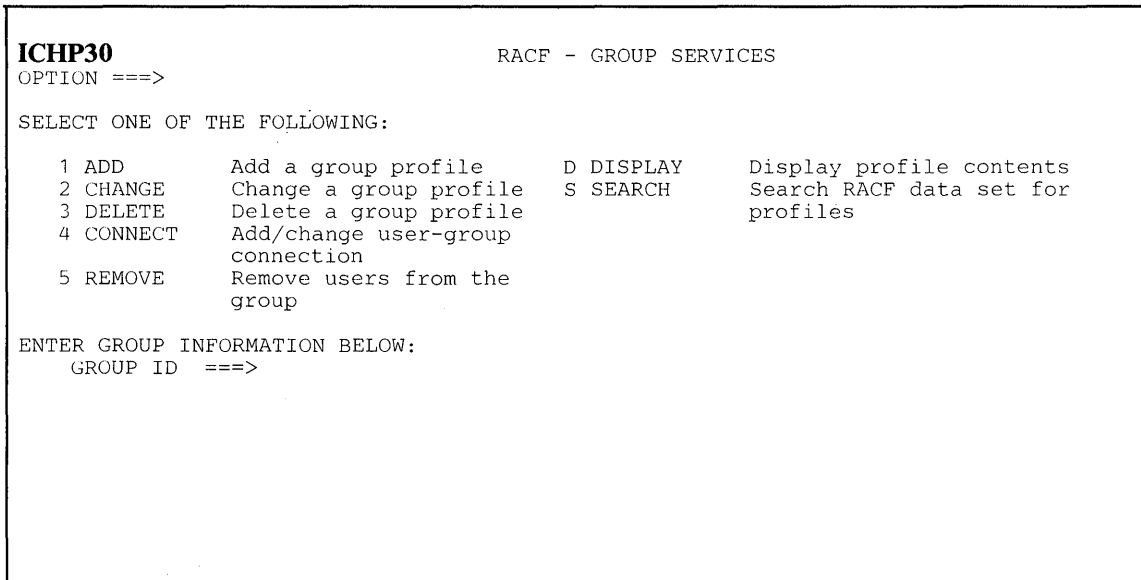 ICHP30 RACF - GROUP SERVICES
OPTION ===>
SELECT ONE OF THE FOLLOWING:
1 ADD Add a group profile D DISPLAY Display profile contents
2 CHANGE Change a group profile S SEARCH Search RACF data set for
3 DELETE Delete a group profile profiles
4 CONNECT Add/change user-group
connection
5 REMOVE Remove users from the
group
ENTER GROUP INFORMATION BELOW:
GROUP ID ===>